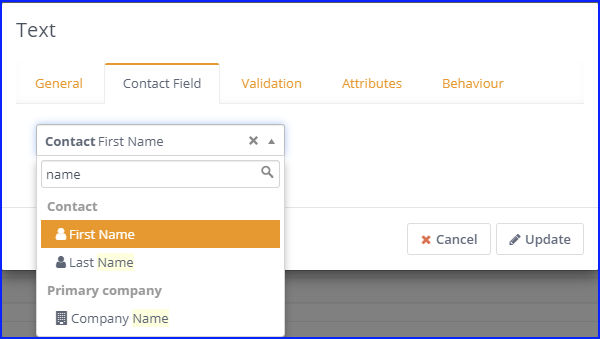 Text
General Contact Field Validation Attributes Behaviour
Contact First Name
name
Contact
First Name
Last Name
Primary company
Company Name
Cancel Update